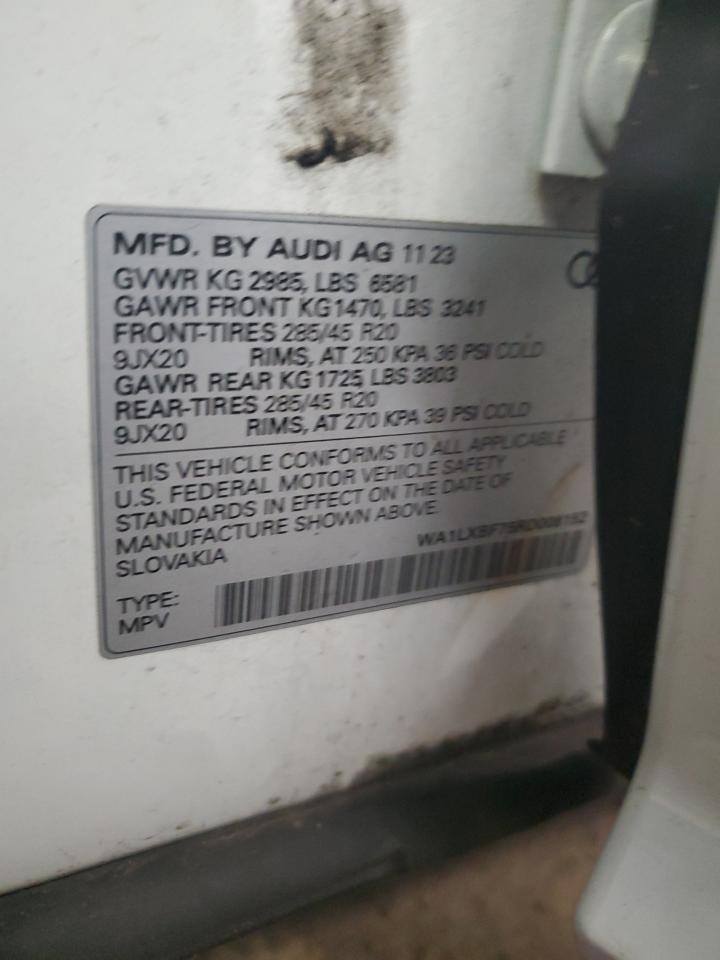 MFD. BY AUDI AG 11 23
GVWR KG 2985, LBS 6581
GAWR FRONT KG 1470, LBS 3241
FRONT-TIRES 285/45 R20
9JX20 RIMS, AT 250 KPA 36 PSI COLD
GAWR REAR KG 1725, LBS 3803
REAR-TIRES 285/45 R20
9JX20 RIMS, AT 270 KPA 39 PSI COLD
THIS VEHICLE CONFORMS TO ALL APPLICABLE
U.S. FEDERAL MOTOR VEHICLE SAFETY
STANDARDS IN EFFECT ON THE DATE OF
MANUFACTURE SHOWN ABOVE.
SLOVAKIA
TYPE:
MPV